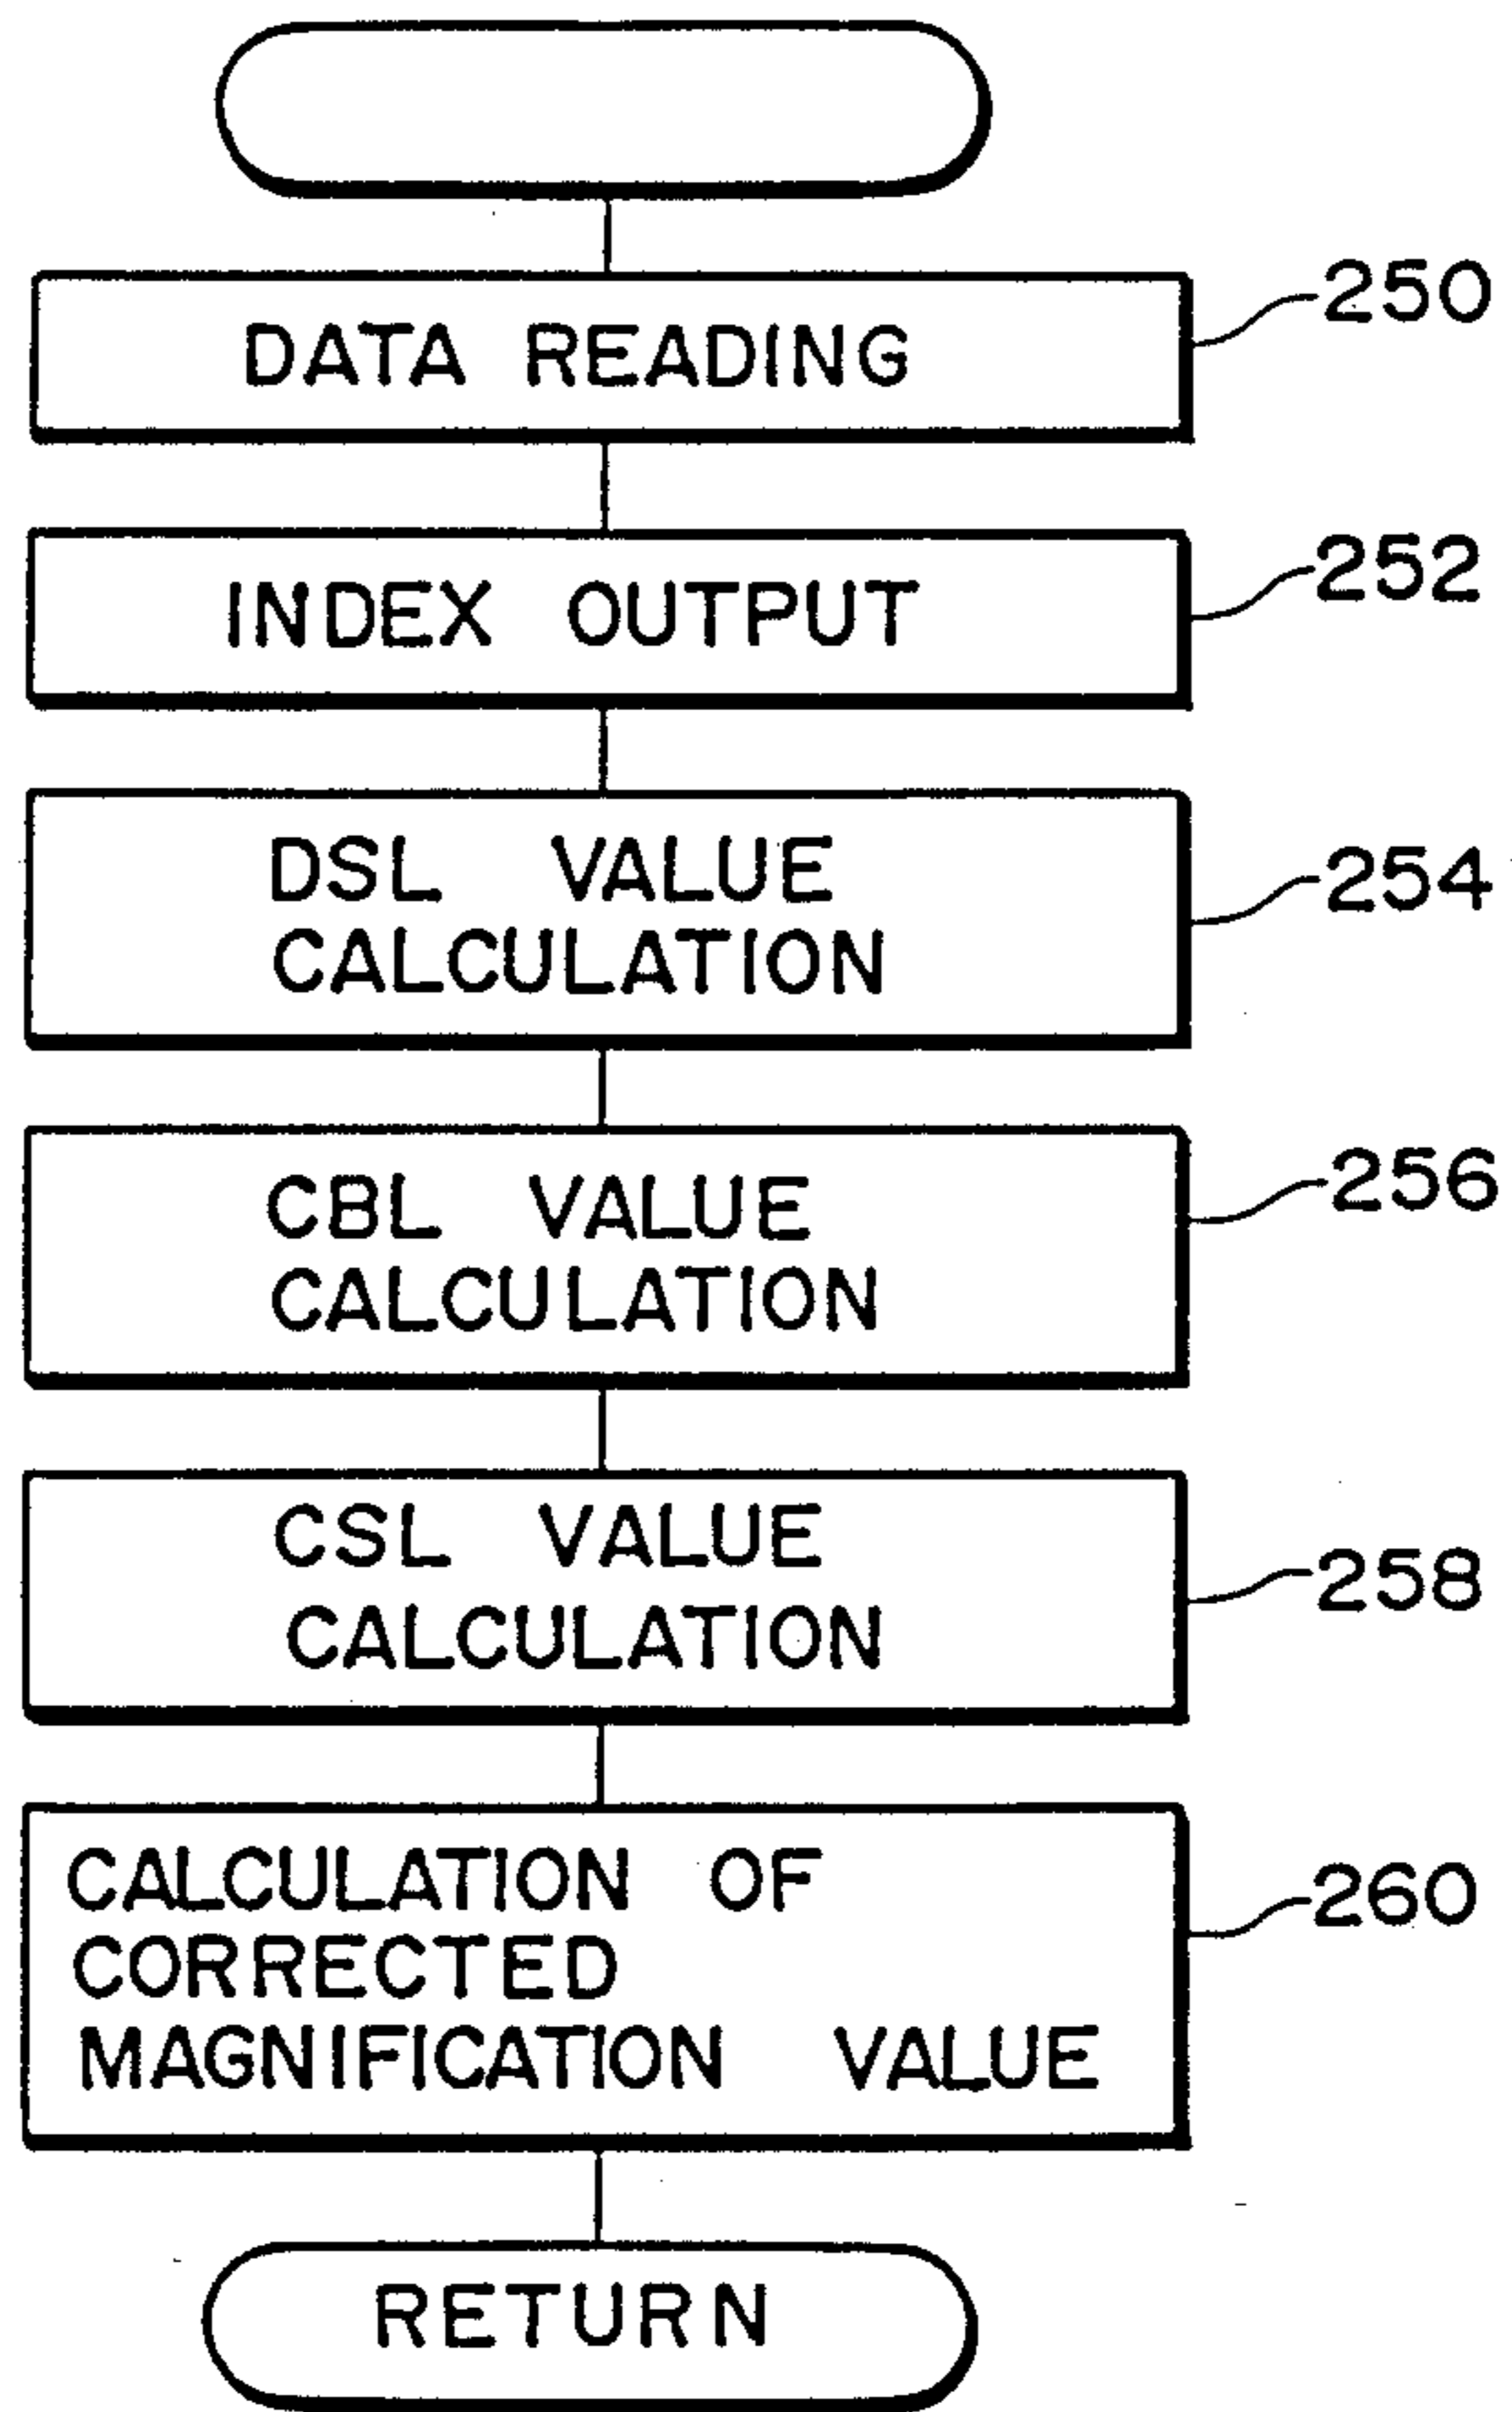 DATA READING
250
INDEX OUTPUT
252
DSL VALUE
CALCULATION
254
CBL VALUE
CALCULATION
256
CSL VALUE
CALCULATION
258
CALCULATION OF
CORRECTED
MAGNIFICATION VALUE
260
RETURN